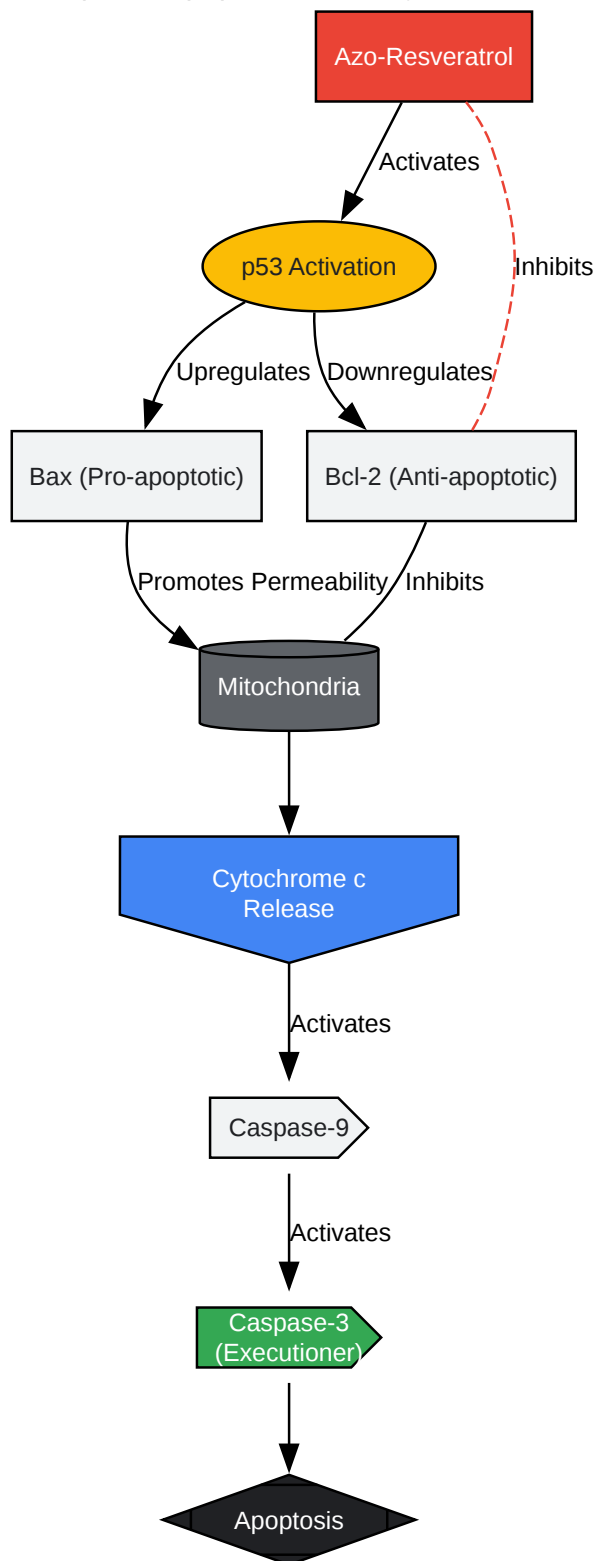 Azo-Resveratrol
Activates
p53 Activation
Inhibits
Upregulates
Downregulates
Bax (Pro-apoptotic)
Bcl-2 (Anti-apoptotic)
Promotes Permeability
Inhibits
Mitochondria
Cytochrome c
Release
Activates
Caspase-9
Activates
Caspase-3
(Executioner)
Apoptosis